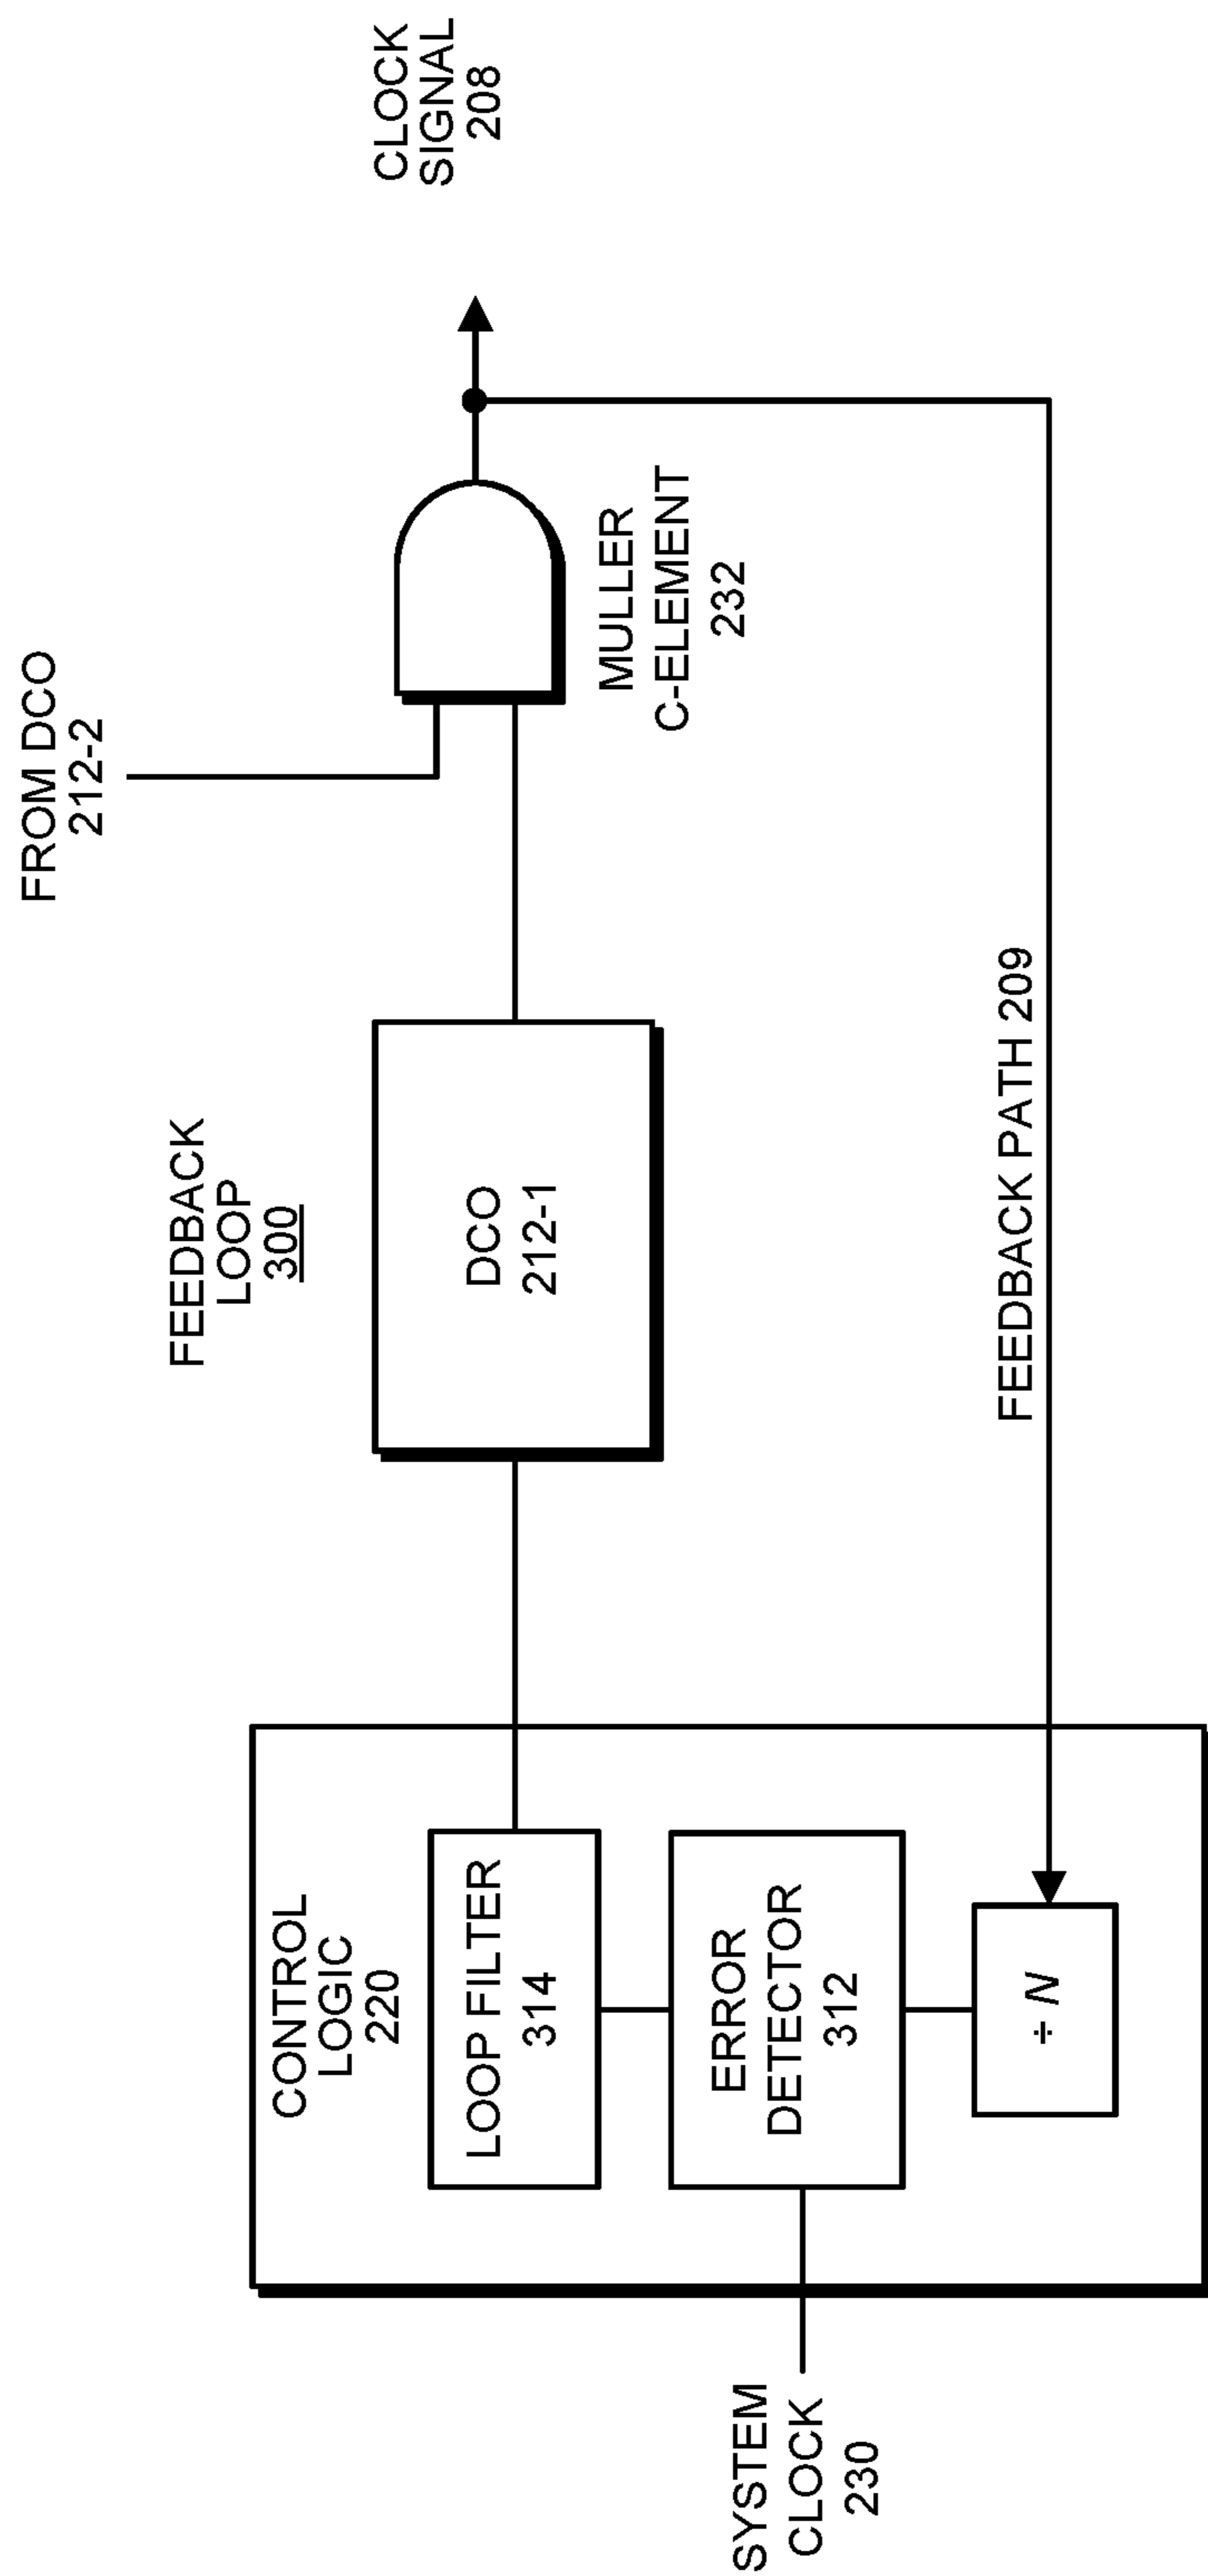 FEEDBACK
LOOP
300
FROM DCO
212-2
CLOCK
SIGNAL
208
CONTROL
LOGIC
220
LOOP FILTER
314
DCO
212-1
MULLER
C-ELEMENT
232
SYSTEM
CLOCK
230
ERROR
DETECTOR
312
÷ N
FEEDBACK PATH 209